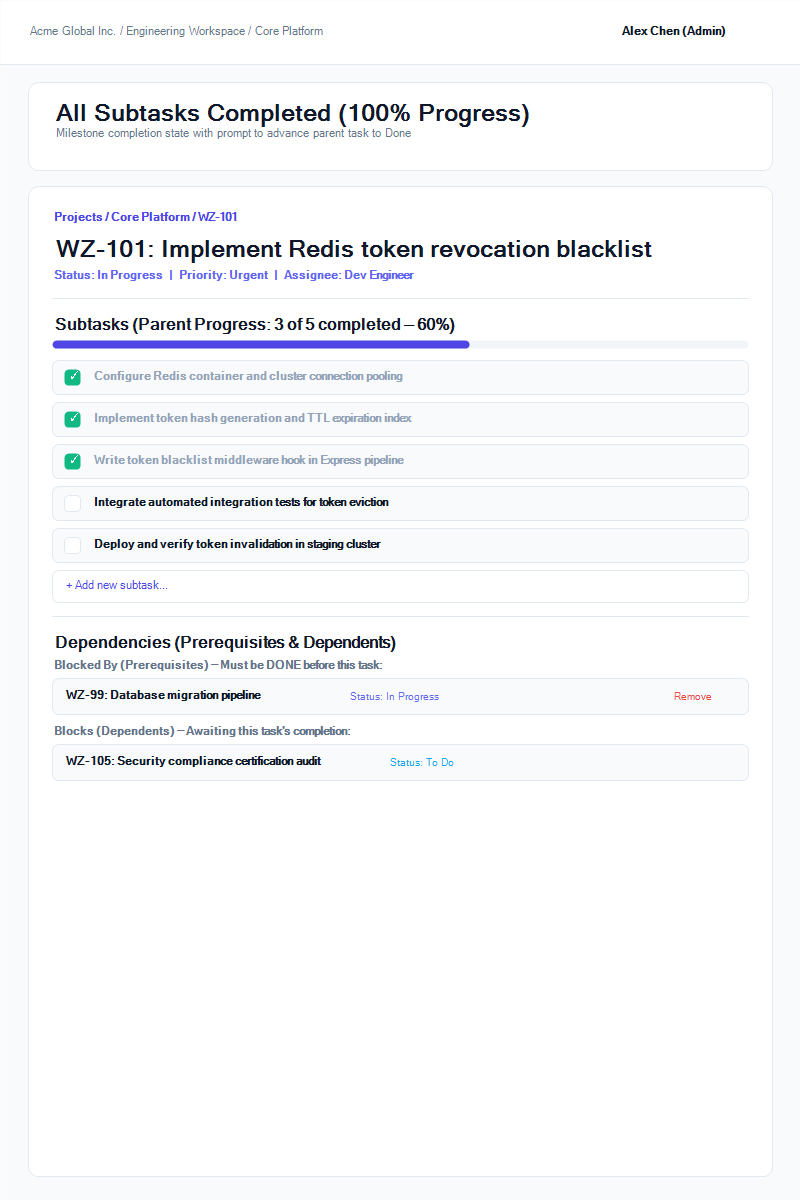 Acme Global Inc. / Engineering Workspace / Core Platform
Alex Chen (Admin)
All Subtasks Completed (100% Progress)
Milestone completion state with prompt to advance parent task to Done
Projects / Core Platform / WZ-101
WZ-101: Implement Redis token revocation blacklist
Status: In Progress | Priority: Urgent | Assignee: Dev Engineer
Subtasks (Parent Progress: 3 of 5 completed — 60%)
✓ Configure Redis container and cluster connection pooling
✓ Implement token hash generation and TTL expiration index
✓ Write token blacklist middleware hook in Express pipeline
Integrate automated integration tests for token eviction
Deploy and verify token invalidation in staging cluster
+ Add new subtask...
Dependencies (Prerequisites & Dependents)
Blocked By (Prerequisites) — Must be DONE before this task:
WZ-99: Database migration pipeline Status: In Progress Remove
Blocks (Dependents) — Awaiting this task's completion:
WZ-105: Security compliance certification audit Status: To Do